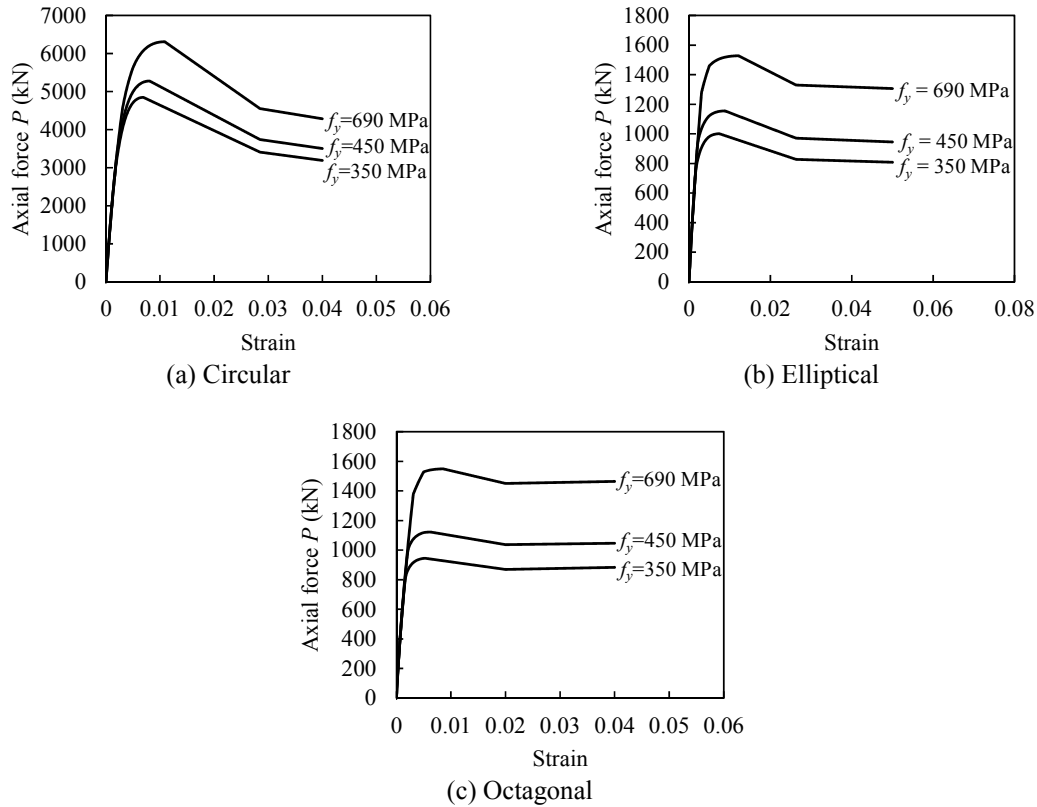 7000
6000
5000
4000
3000
2000
1000
0
Axial force P (kN)
fy=690 MPa
fy=450 MPa
fy=350 MPa
0 0.01 0.02 0.03 0.04 0.05 0.06
Strain
(a) Circular
1800
1600
1400
1200
1000
800
600
400
200
0
Axial force P (kN)
fy = 690 MPa
fy = 450 MPa
fy = 350 MPa
0 0.02 0.04 0.06 0.08
Strain
(b) Elliptical
1800
1600
1400
1200
1000
800
600
400
200
0
Axial force P (kN)
fy=690 MPa
fy=450 MPa
fy=350 MPa
0 0.01 0.02 0.03 0.04 0.05 0.06
Strain
(c) Octagonal